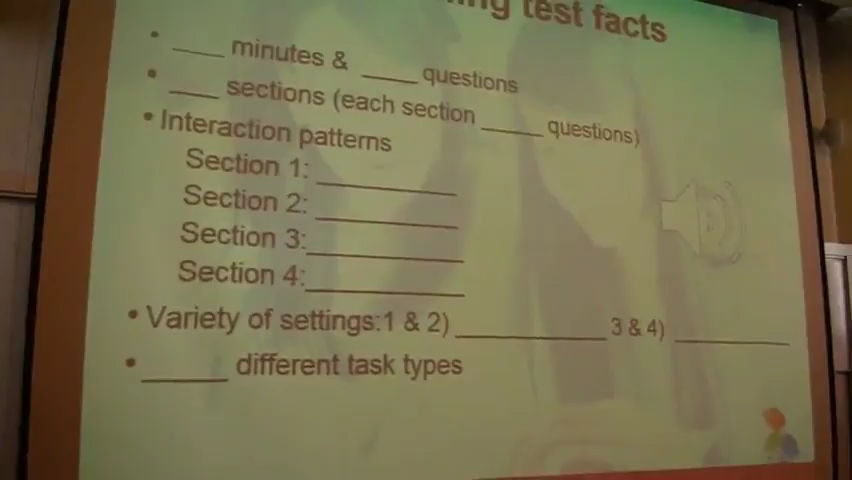 test facts
• ____ minutes & ____ questions
• ____ sections (each section ____ questions)
• Interaction patterns
Section 1: ________
Section 2: ________
Section 3: ________
Section 4: ________
• Variety of settings:1 & 2) ________ 3 & 4) ________
• ____ different task types